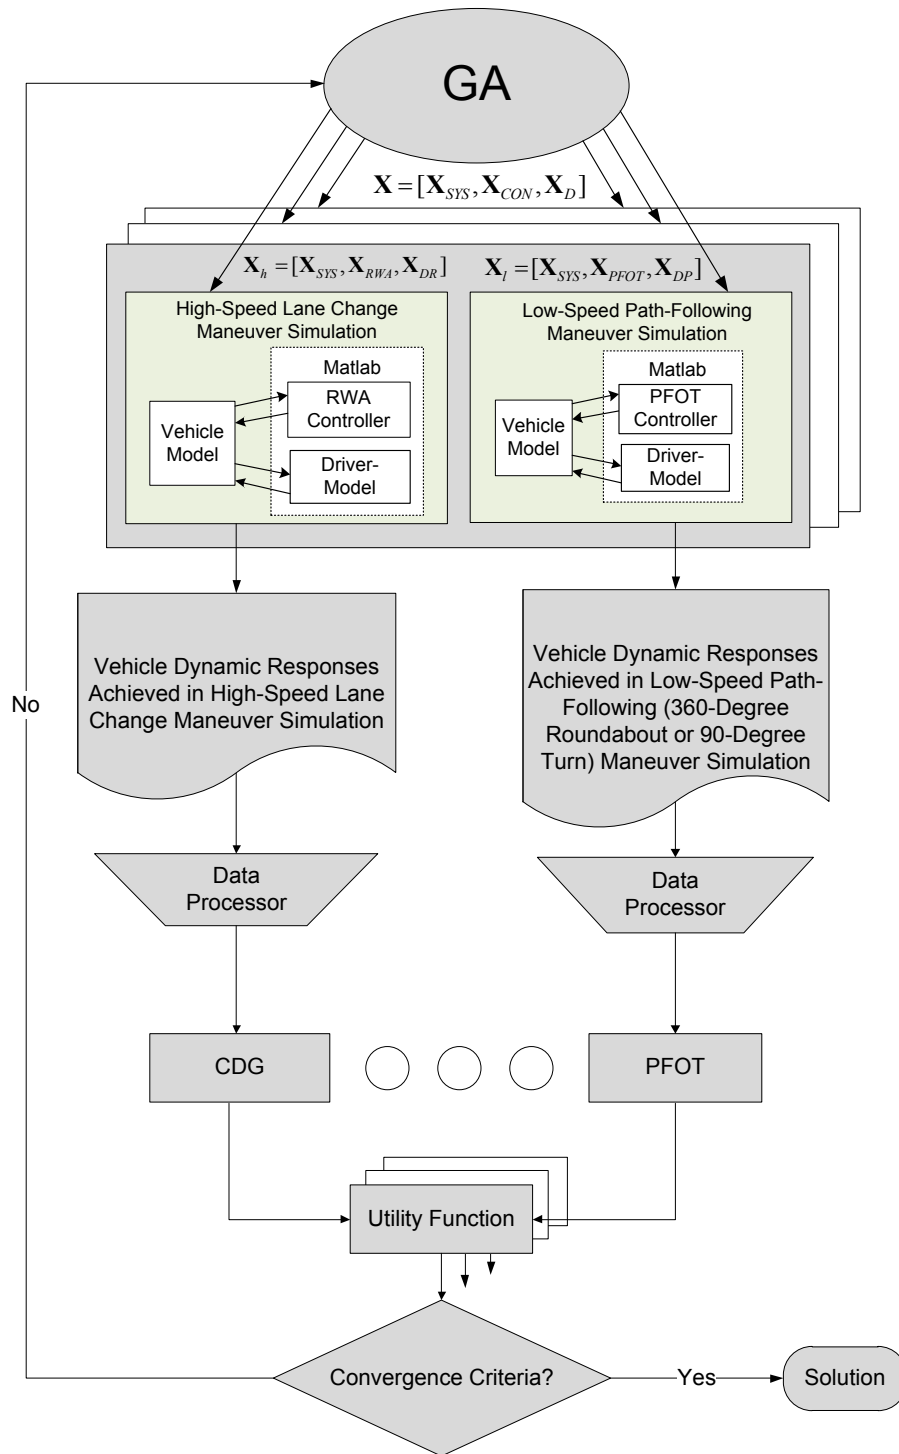 GA
X = [X_SYS, X_CON, X_D]
X_h = [X_SYS, X_RWA, X_DR]
X_l = [X_SYS, X_PFOT, X_DP]
High-Speed Lane Change
Maneuver Simulation
Matlab
RWA
Controller
Vehicle
Model
Driver-
Model
Low-Speed Path-Following
Maneuver Simulation
Matlab
PFOT
Controller
Vehicle
Model
Driver-
Model
Vehicle Dynamic Responses
Achieved in High-Speed Lane
Change Maneuver Simulation
Vehicle Dynamic Responses
Achieved in Low-Speed Path-
Following (360-Degree
Roundabout or 90-Degree
Turn) Maneuver Simulation
No
Data
Processor
Data
Processor
CDG
PFOT
Utility Function
Convergence Criteria?
Yes
Solution